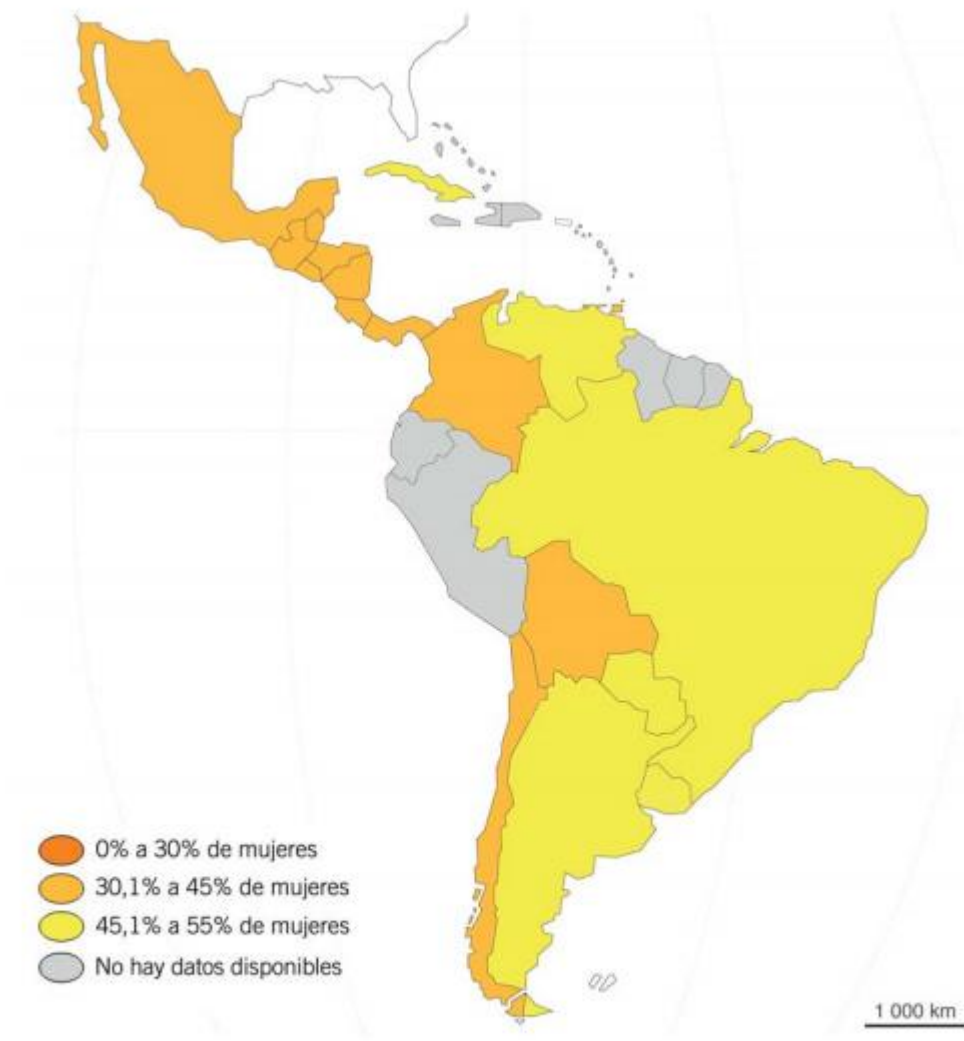 0% a 30% de mujeres
30,1% a 45% de mujeres
45,1% a 55% de mujeres
No hay datos disponibles
1 000 km